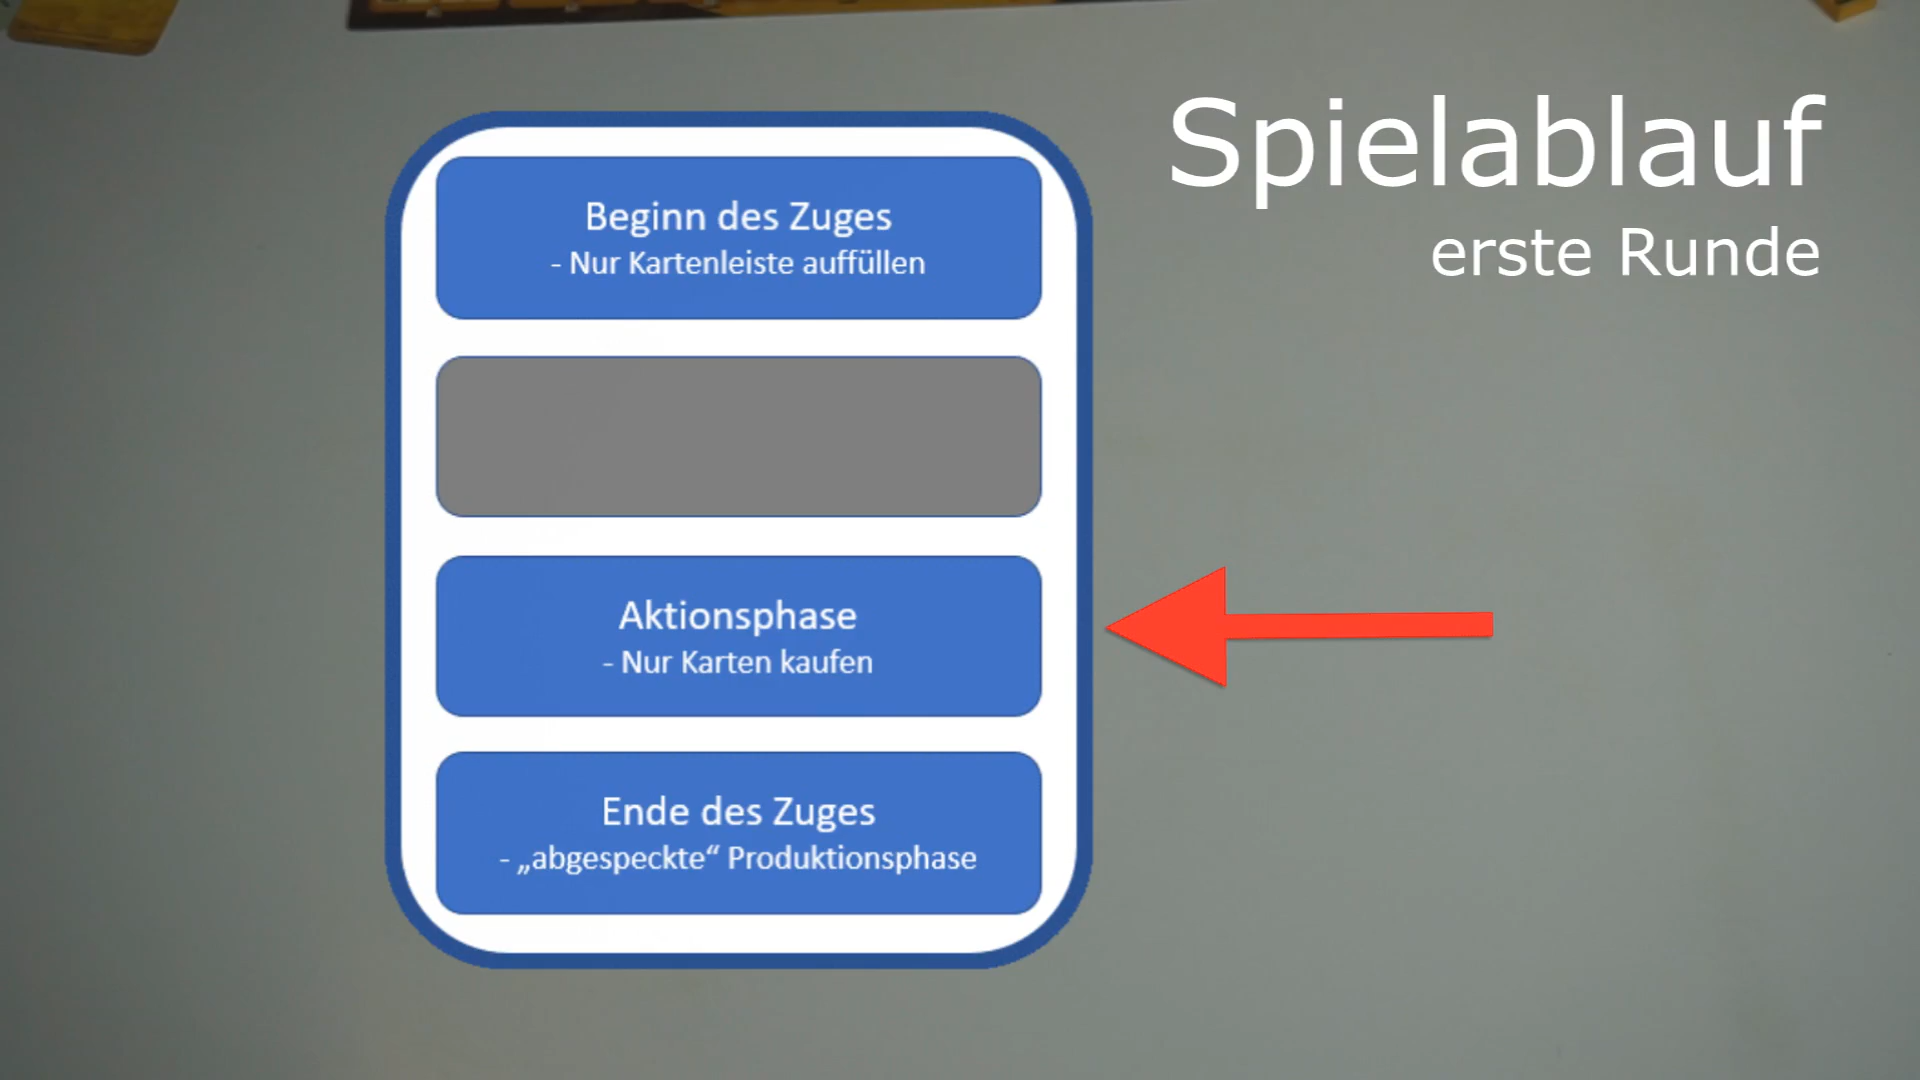 Spielablauf
erste Runde
Beginn des Zuges
- Nur Kartenleiste auffüllen
Aktionsphase
- Nur Karten kaufen
Ende des Zuges
- „abgespeckte“ Produktionsphase